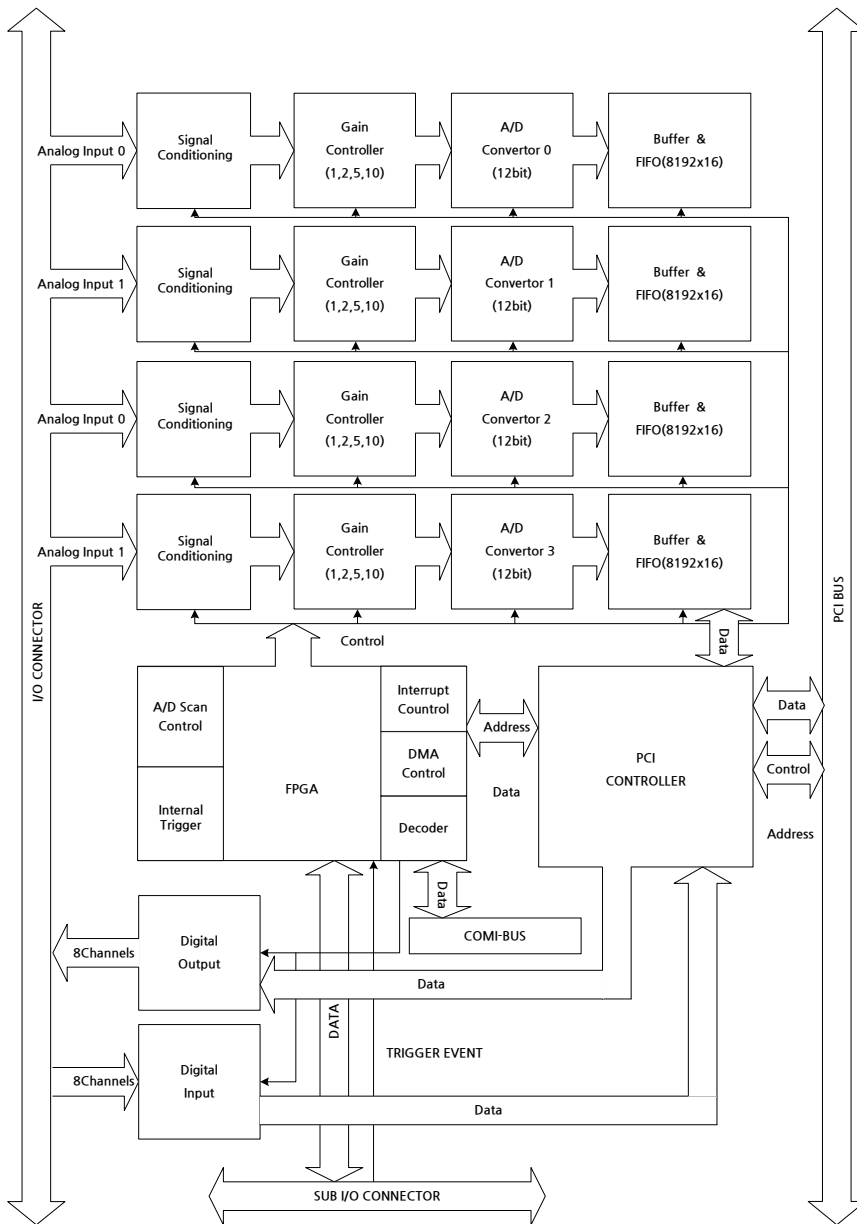 Analog Input 0
Signal
Conditioning
Gain
Controller
(1,2,5,10)
A/D
Convertor 0
(12bit)
Buffer &
FIFO(8192x16)
Analog Input 1
Signal
Conditioning
Gain
Controller
(1,2,5,10)
A/D
Convertor 1
(12bit)
Buffer &
FIFO(8192x16)
Analog Input 0
Signal
Conditioning
Gain
Controller
(1,2,5,10)
A/D
Convertor 2
(12bit)
Buffer &
FIFO(8192x16)
Analog Input 1
Signal
Conditioning
Gain
Controller
(1,2,5,10)
A/D
Convertor 3
(12bit)
Buffer &
FIFO(8192x16)
I/O CONNECTOR
PCI BUS
Control
Data
A/D Scan
Control
Internal
Trigger
FPGA
Interrupt
Countrol
DMA
Control
Decoder
Address
Data
PCI
CONTROLLER
Data
Control
Address
Data
COMI-BUS
8Channels
Digital
Output
Data
DATA
TRIGGER EVENT
8Channels
Digital
Input
Data
SUB I/O CONNECTOR